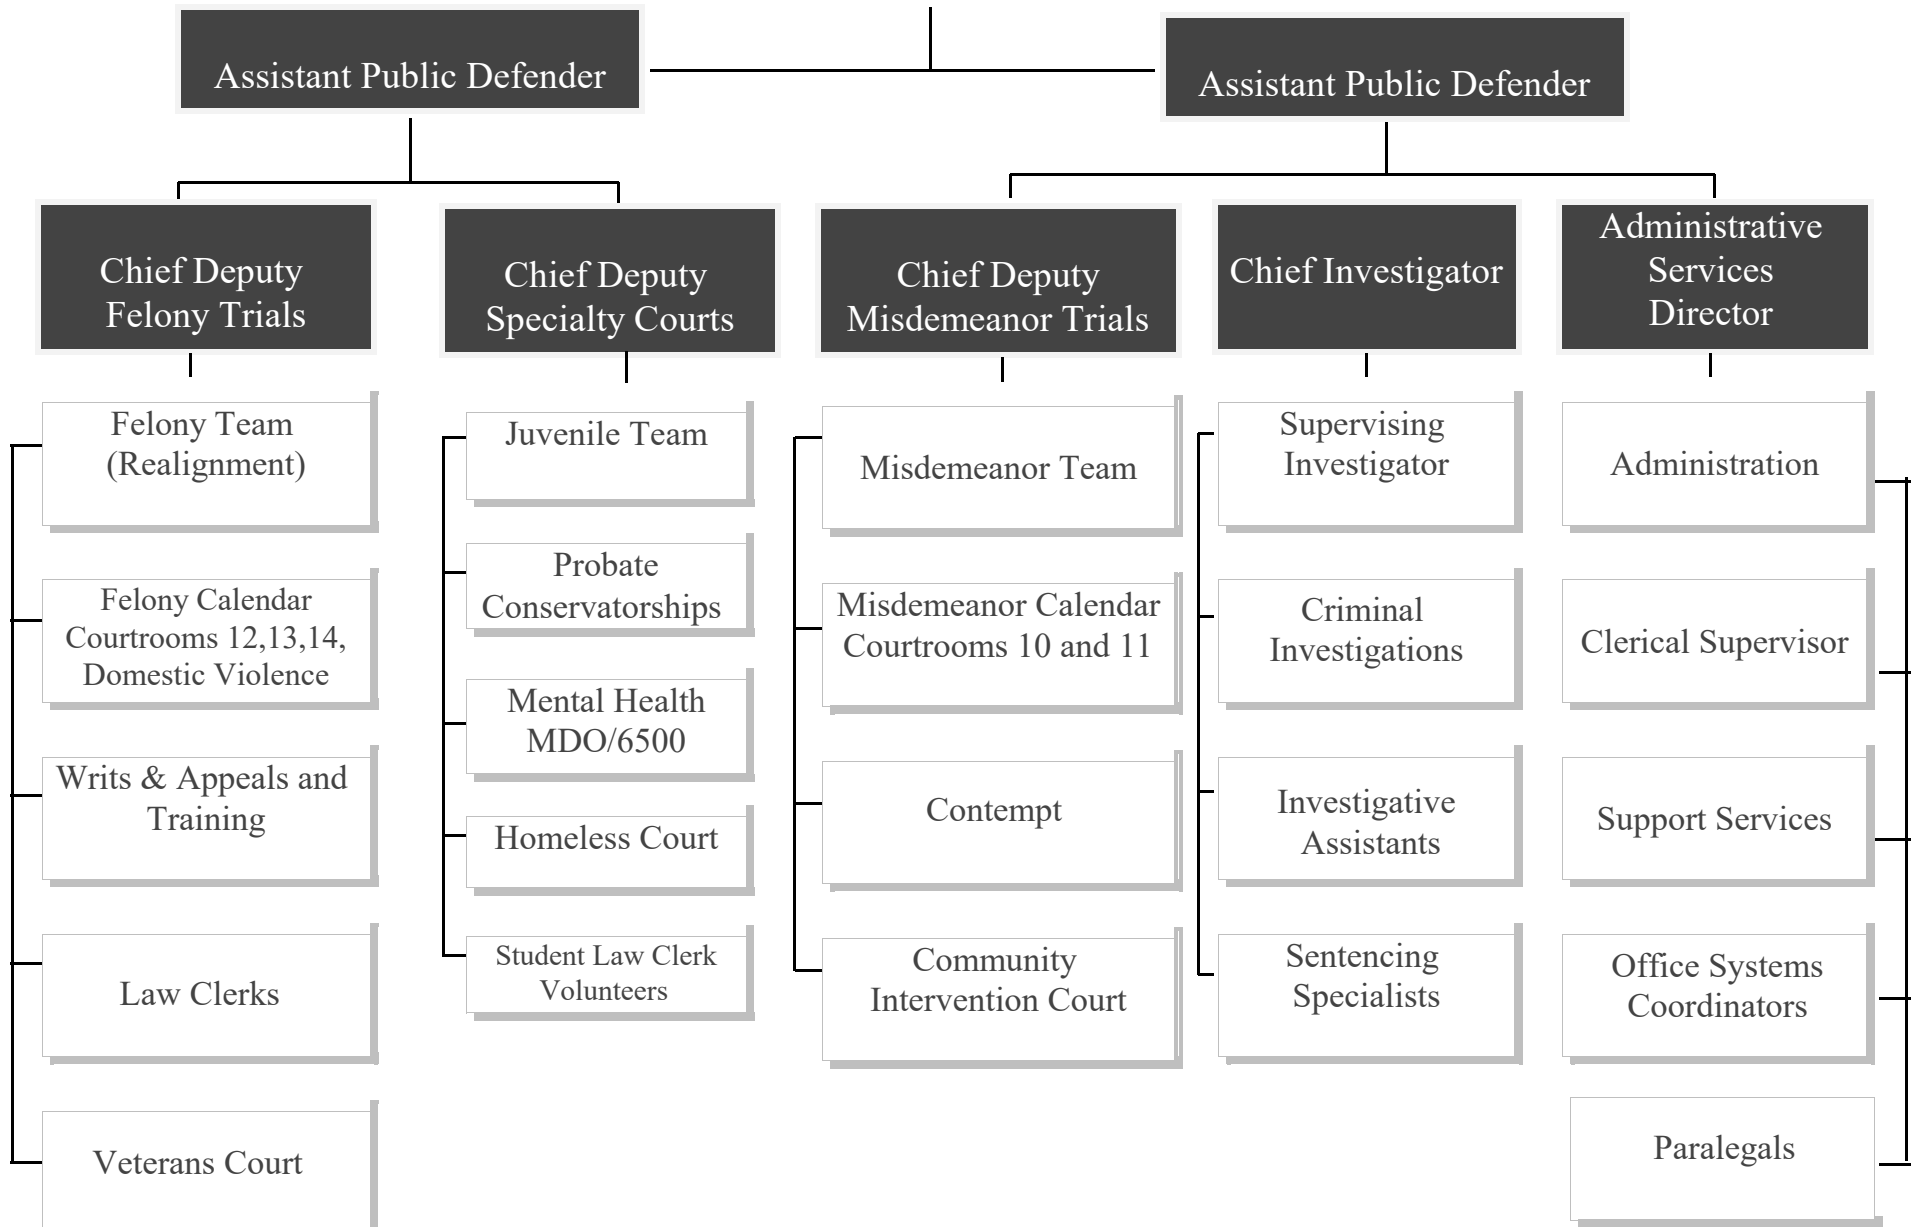 Assistant Public Defender
Assistant Public Defender
Chief Deputy
Felony Trials
Chief Deputy
Specialty Courts
Chief Deputy
Misdemeanor Trials
Chief Investigator
Administrative
Services
Director
Felony Team
(Realignment)
Felony Calendar
Courtrooms 12,13,14,
Domestic Violence
Writs & Appeals and
Training
Law Clerks
Veterans Court
Juvenile Team
Probate
Conservatorships
Mental Health
MDO/6500
Homeless Court
Student Law Clerk
Volunteers
Misdemeanor Team
Misdemeanor Calendar
Courtrooms 10 and 11
Contempt
Community
Intervention Court
Supervising
Investigator
Criminal
Investigations
Investigative
Assistants
Sentencing
Specialists
Administration
Clerical Supervisor
Support Services
Office Systems
Coordinators
Paralegals